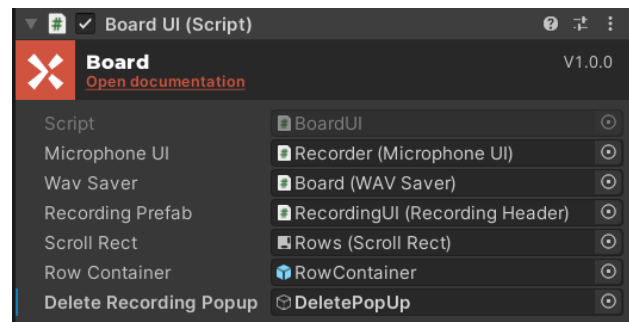 Board UI (Script)
Board V1.0.0
Open documentation
Script BoardUI
Microphone UI Recorder (Microphone UI)
Wav Saver Board (WAV Saver)
Recording Prefab RecordingUI (Recording Header)
Scroll Rect Rows (Scroll Rect)
Row Container RowContainer
Delete Recording Popup DeletePopUp